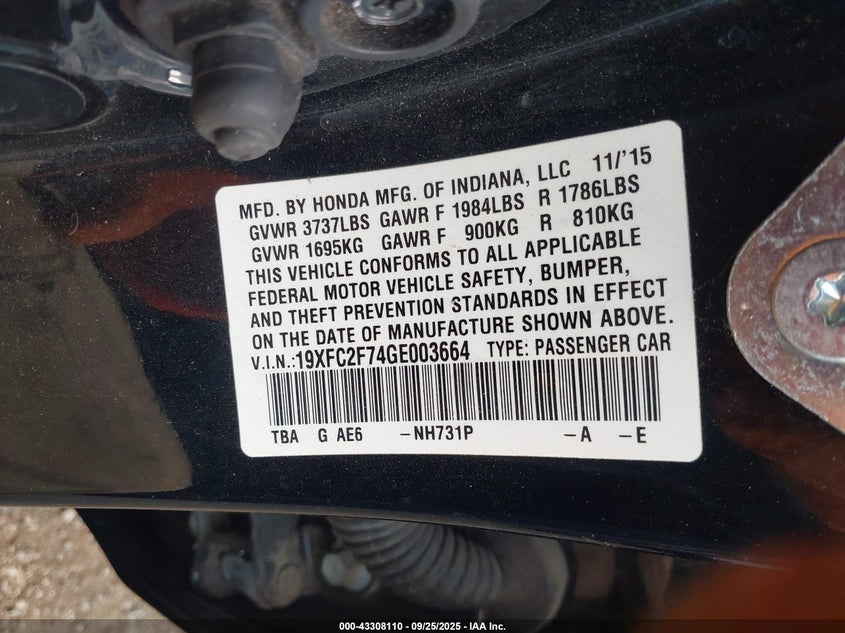 MFD. BY HONDA MFG. OF INDIANA, LLC 11/'15
GVWR 3737LBS GAWR F 1984LBS R 1786LBS
GVWR 1695KG GAWR F 900KG R 810KG
THIS VEHICLE CONFORMS TO ALL APPLICABLE
FEDERAL MOTOR VEHICLE SAFETY, BUMPER,
AND THEFT PREVENTION STANDARDS IN EFFECT
ON THE DATE OF MANUFACTURE SHOWN ABOVE.
V.I.N.:19XFC2F74GE003664 TYPE: PASSENGER CAR
TBA G AE6 -NH731P -A -E
000-43308110 - 09/25/2025 - IAA Inc.